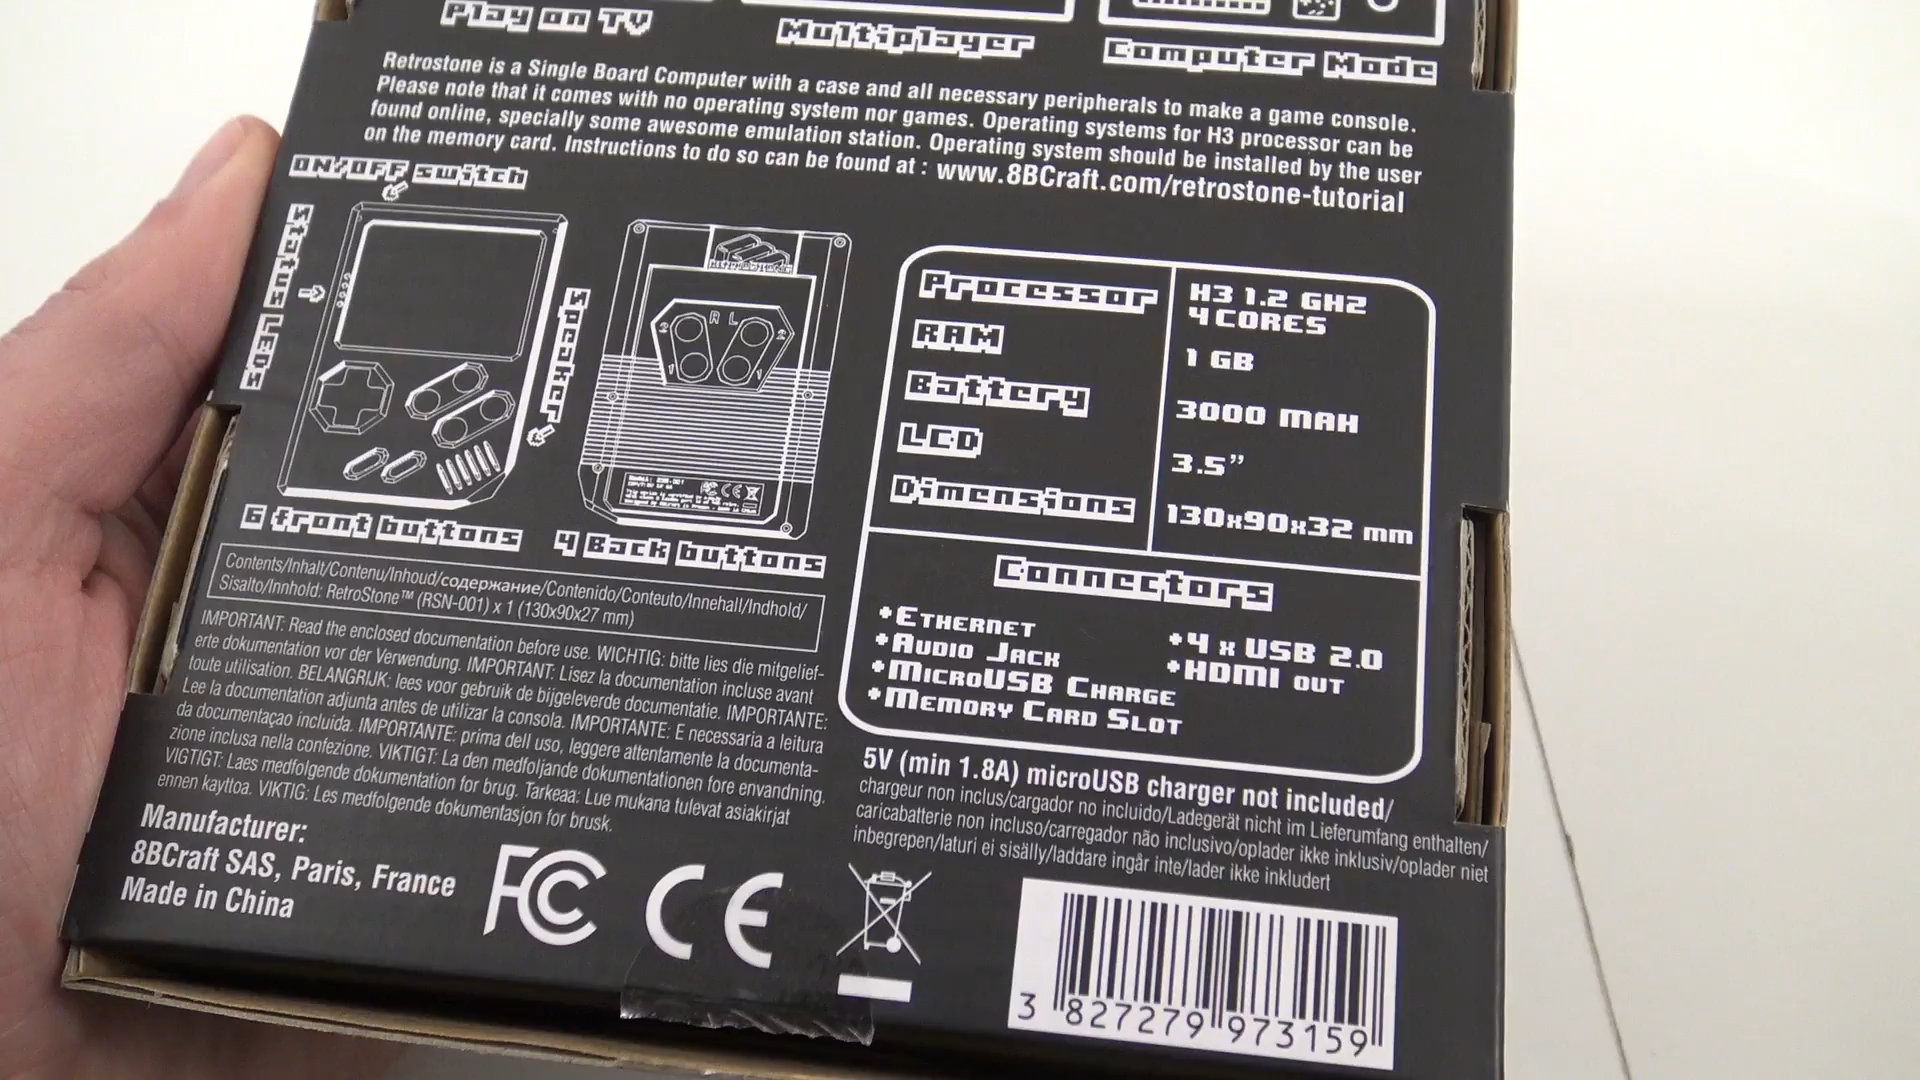 Play on TV
Multiplayer
Computer Mode
Retrostone is a Single Board Computer with a case and all necessary peripherals to make a game console.
Please note that it comes with no operating system nor games. Operating systems for H3 processor can be
found online, specially some awesome emulation station. Operating system should be installed by the user
on the memory card. Instructions to do so can be found at : www.8BCraft.com/retrostone-tutorial
ON/OFF switch
Status LEDs
Speaker
R L
2 2
1 1
6 front buttons
4 Back buttons
Processor H3 1.2 GHZ
4 CORES
RAM 1 GB
Battery 3000 MAH
LCD 3.5”
Dimensions 130x90x32 mm
Connectors
+Ethernet
+Audio Jack
+MicroUSB Charge
+Memory Card Slot
+4 x USB 2.0
+HDMI out
Contents/Inhalt/Contenu/Inhoud/содержание/Contenido/Conteuto/Innehall/Indhold/
Sisalto/Innhold: RetroStone™ (RSN-001) x 1 (130x90x27 mm)
IMPORTANT: Read the enclosed documentation before use. WICHTIG: bitte lies die mitgelief-
erte dokumentation vor der Verwendung. IMPORTANT: Lisez la documentation incluse avant
toute utilisation. BELANGRIJK: lees voor gebruik de bijgeleverde documentatie. IMPORTANTE:
Lee la documentation adjunta antes de utilizar la consola. IMPORTANTE: E necessaria a leitura
da documentaçao incluida. IMPORTANTE: prima dell uso, leggere attentamente la documenta-
zione inclusa nella confezione. VIKTIGT: La den medfoljande dokumentationen fore envandning.
VIGTIGT: Laes medfolgende dokumentation for brug. Tarkeaa: Lue mukana tulevat asiakirjat
ennen kayttoa. VIKTIG: Les medfolgende dokumentasjon for brusk.
5V (min 1.8A) microUSB charger not included/
chargeur non inclus/cargador no incluido/Ladegerät nicht im Lieferumfang enthalten/
caricabatterie non incluso/carregador não inclusivo/oplader ikke inklusiv/oplader niet
inbegrepen/laturi ei sisälly/laddare ingår inte/lader ikke inkludert
Manufacturer:
8BCraft SAS, Paris, France
Made in China
FC CE
3 827279 973159